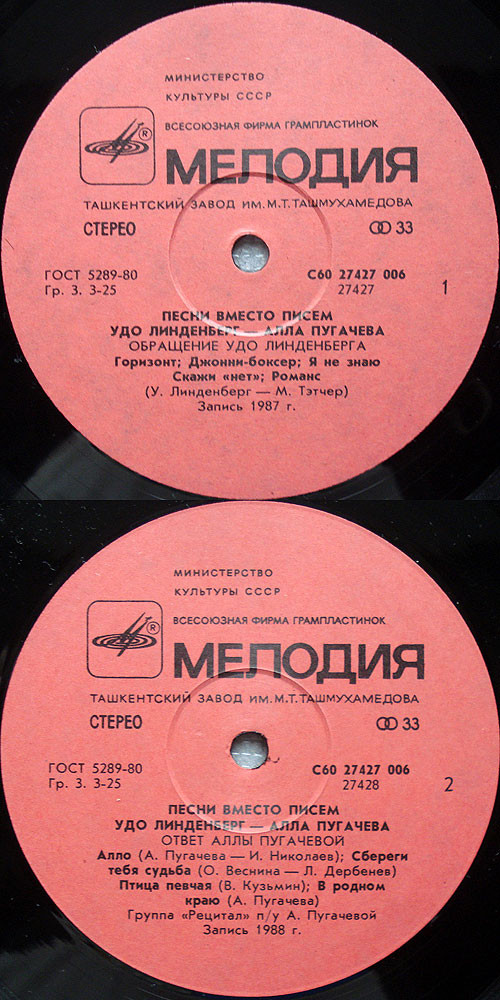 МИНИСТЕРСТВО
КУЛЬТУРЫ СССР
ВСЕСОЮЗНАЯ ФИРМА ГРАМПЛАСТИНОК
®
МЕЛОДИЯ
ТАШКЕНТСКИЙ ЗАВОД ИМ. М.Т. ТАШМУХАМЕДОВА
СТЕРЕО 33
ГОСТ 5289-80 С60 27427 006
Гр. 3. 3-25 27427 1
ПЕСНИ ВМЕСТО ПИСЕМ
УДО ЛИНДЕНБЕРГ — АЛЛА ПУГАЧЕВА
ОБРАЩЕНИЕ УДО ЛИНДЕНБЕРГА
Горизонт; Джонни-боксер; Я не знаю
Скажи «нет»; Романс
(У. Линденберг — М. Тэтчер)
Запись 1987 г.
МИНИСТЕРСТВО
КУЛЬТУРЫ СССР
ВСЕСОЮЗНАЯ ФИРМА ГРАМПЛАСТИНОК
®
МЕЛОДИЯ
ТАШКЕНТСКИЙ ЗАВОД ИМ. М.Т. ТАШМУХАМЕДОВА
СТЕРЕО 33
ГОСТ 5289-80 С60 27427 006
Гр. 3. 3-25 27428 2
ПЕСНИ ВМЕСТО ПИСЕМ
УДО ЛИНДЕНБЕРГ — АЛЛА ПУГАЧЕВА
ОТВЕТ АЛЛЫ ПУГАЧЕВОЙ
Алло (А. Пугачева — И. Николаев); Сбереги
тебя судьба (О. Веснина — Л. Дербенев)
Птица певчая (В. Кузьмин); В родном
краю (А. Пугачева)
Группа «Рецитал» п/у А. Пугачевой
Запись 1988 г.